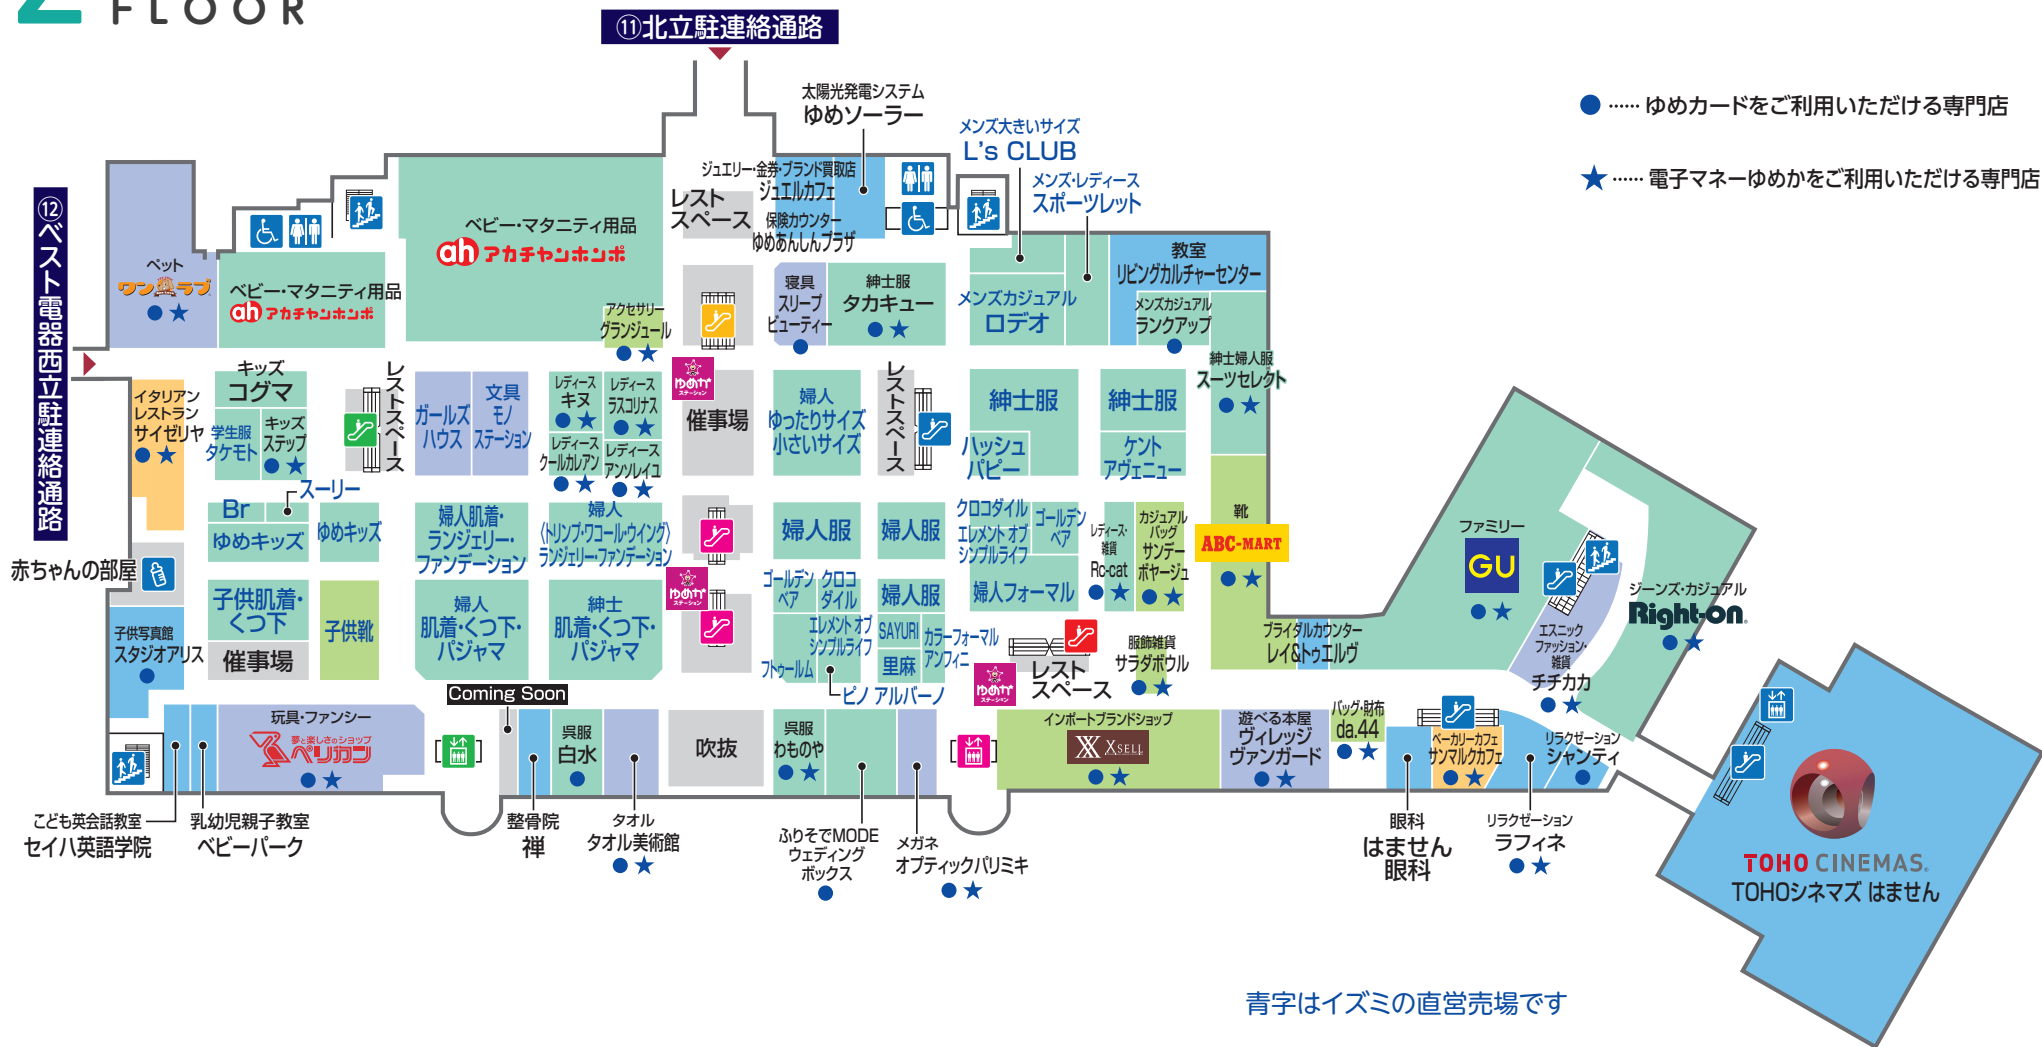 2
FLOOR
⑪北立駐連絡通路
⑫ベスト電器西立駐連絡通路
● …… ゆめカードをご利用いただける専門店
★ …… 電子マネーゆめかをご利用いただける専門店
太陽光発電システム
ゆめソーラー
メンズ大きいサイズ
L's CLUB
メンズ・レディース
スポーツレット
ジュエリー・金券・ブランド買取店
ジュエルカフェ
保険カウンター
ゆめあんしんプラザ
レスト
スペース
ベビー・マタニティ用品
ah アカチャンホンポ
ペット
ワンラブ
● ★
ベビー・マタニティ用品
ah アカチャンホンポ
アクセサリー
グランジュール
● ★
寝具
スリープ
ビューティー
●
紳士服
タカキュー
● ★
メンズカジュアル
ロデオ
教室
リビングカルチャーセンター
メンズカジュアル
ランクアップ
●
紳士婦人服
スーツセレクト
● ★
イタリアン
レストラン
サイゼリヤ
● ★
キッズ
コグマ
学生服
タケモト
キッズ
ステップ
● ★
レストスペース
ガールズ
ハウス
文具
モノ
ステーション
レディース
キヌ
● ★
レディース
ラスコリナス
● ★
レディース
クールカレアン
● ★
レディース
アンソレイユ
● ★
ゆめか
ステーション
催事場
婦人
ゆったりサイズ
小さいサイズ
レストスペース
紳士服
ハッシュ
パピー
紳士服
ケント
アヴェニュー
スーリー
Br
ゆめキッズ
ゆめキッズ
婦人肌着・
ランジェリー・
ファンデーション
婦人
〈トリンプ・ワコール・ウイング〉
ランジェリー・ファンデーション
婦人服
婦人服
クロコダイル
エレメント オブ
シンプルライフ
ゴールデン
ベア
婦人フォーマル
レディース・
雑貨
Rc-cat
● ★
カジュアル
バッグ
サンデー
ボヤージュ
● ★
靴
ABC-MART
● ★
ファミリー
GU
● ★
ジーンズ・カジュアル
Right-on.
● ★
エスニック
ファッション・
雑貨
チチカカ
● ★
赤ちゃんの部屋
子供写真館
スタジオアリス
●
子供肌着・
くつ下
催事場
子供靴
婦人
肌着・くつ下・
パジャマ
紳士
肌着・くつ下・
パジャマ
ゆめか
ステーション
ゴールデン
ベア
クロコ
ダイル
エレメント オブ
シンプルライフ
フトゥールム
婦人服
SAYURI
里麻
カラーフォーマル
アンフィニ
ピノ アルバーノ
ゆめか
ステーション
レスト
スペース
服飾雑貨
サラダボウル
● ★
ブライダルカウンター
レイ&トゥエルヴ
Coming Soon
玩具・ファンシー
夢と楽しさのショップ
ペリカン
● ★
呉服
白水
●
吹抜
呉服
わものや
● ★
インポートブランドショップ
XSELL
● ★
遊べる本屋
ヴィレッジ
ヴァンガード
● ★
バッグ・財布
da.44
● ★
ベーカリーカフェ
サンマルクカフェ
● ★
リラクゼーション
シャンティ
●
こども英会話教室
セイハ英語学院
乳幼児親子教室
ベビーパーク
整骨院
禅
タオル
タオル美術館
● ★
ふりそでMODE
ウェディング
ボックス
●
メガネ
オプティックパリミキ
● ★
眼科
はません
眼科
リラクゼーション
ラフィネ
● ★
TOHO CINEMAS.
TOHOシネマズ はません
青字はイズミの直営売場です